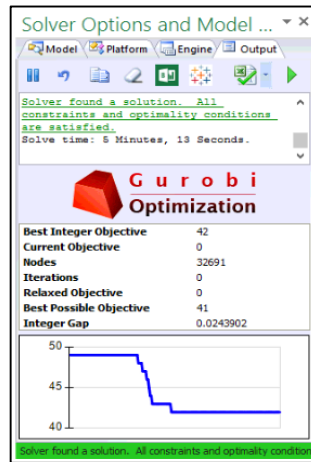 Solver Options and Model ...
Model Platform Engine Output
Solver found a solution. All
constraints and optimality conditions
are satisfied.
Solve time: 5 Minutes, 13 Seconds.
Gurobi
Optimization
Best Integer Objective 42
Current Objective 0
Nodes 32691
Iterations 0
Relaxed Objective 0
Best Possible Objective 41
Integer Gap 0.0243902
50
45
40
Solver found a solution. All constraints and optimality condition